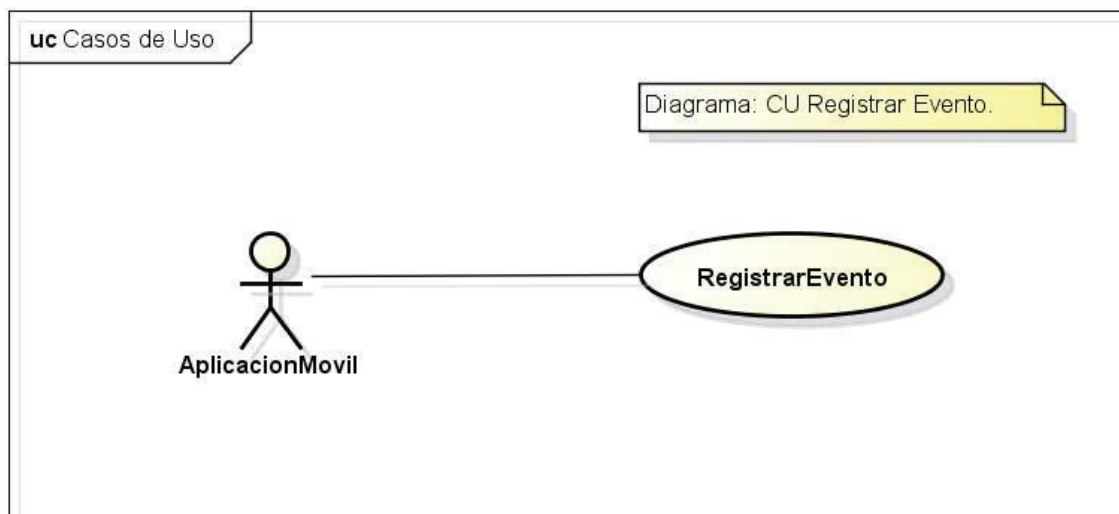 uc Casos de Uso
Diagrama: CU Registrar Evento.
RegistrarEvento
AplicacionMovil